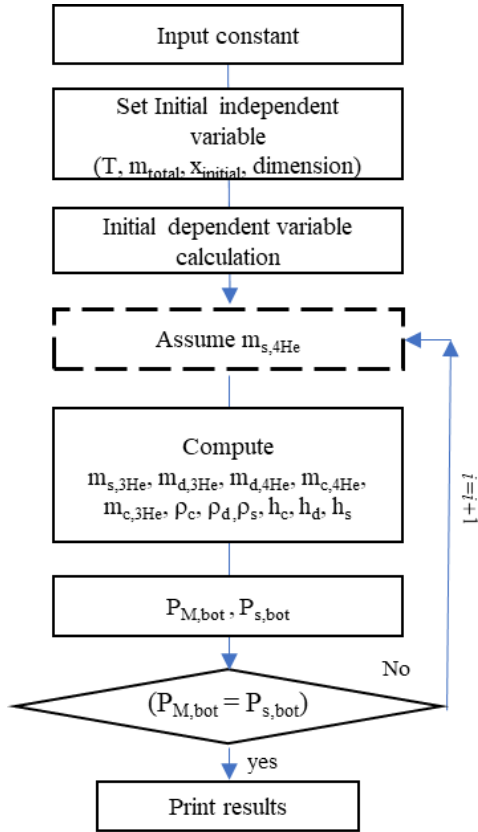 Input constant
Set Initial independent
variable
(T, m_total, x_initial, dimension)
Initial dependent variable
calculation
Assume m_s,4He
Compute
m_s,3He, m_d,3He, m_d,4He, m_c,4He,
m_c,3He, ρ_c, ρ_d, ρ_s, h_c, h_d, h_s
i=i+1
P_M,bot, P_s,bot
No
(P_M,bot = P_s,bot)
yes
Print results